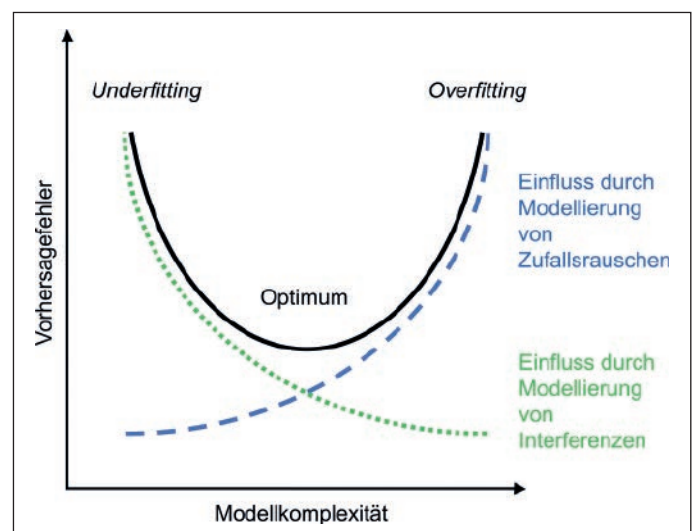 Underfitting
Overfitting
Einfluss durch
Modellierung
von
Zufallsrauschen
Vorhersagefehler
Optimum
Einfluss durch
Modellierung
von
Interferenzen
Modellkomplexität